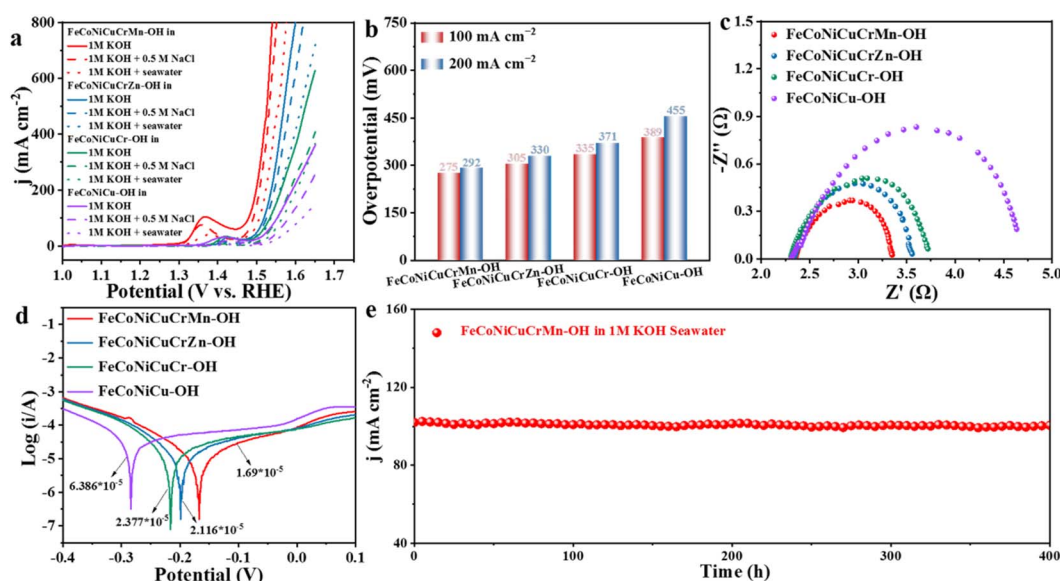 a
800
600
400
200
0
j (mA cm⁻²)
FeCoNiCuCrMn-OH in
1M KOH
1M KOH + 0.5 M NaCl
1M KOH + seawater
FeCoNiCuCrZn-OH in
1M KOH
1M KOH + 0.5 M NaCl
1M KOH + seawater
FeCoNiCuCr-OH in
1M KOH
1M KOH + 0.5 M NaCl
1M KOH + seawater
FeCoNiCu-OH in
1M KOH
1M KOH + 0.5 M NaCl
1M KOH + seawater
1.0 1.1 1.2 1.3 1.4 1.5 1.6 1.7
Potential (V vs. RHE)
b
750
600
450
300
150
0
Overpotential (mV)
100 mA cm⁻²
200 mA cm⁻²
275 292 305 330 335 371 389 455
FeCoNiCuCrMn-OH
FeCoNiCuCrZn-OH
FeCoNiCuCr-OH
FeCoNiCu-OH
c
1.5
1.2
0.9
0.6
0.3
0.0
-Z'' (Ω)
FeCoNiCuCrMn-OH
FeCoNiCuCrZn-OH
FeCoNiCuCr-OH
FeCoNiCu-OH
2.0 2.5 3.0 3.5 4.0 4.5 5.0
Z' (Ω)
d
-1
-2
-3
-4
-5
-6
-7
Log (i/A)
FeCoNiCuCrMn-OH
FeCoNiCuCrZn-OH
FeCoNiCuCr-OH
FeCoNiCu-OH
6.386*10⁻⁵
2.377*10⁻⁵
2.116*10⁻⁵
1.69*10⁻⁵
-0.4 -0.3 -0.2 -0.1 0.0 0.1
Potential (V)
e
160
120
80
40
j (mA cm⁻²)
FeCoNiCuCrMn-OH in 1M KOH Seawater
0 100 200 300 400
Time (h)